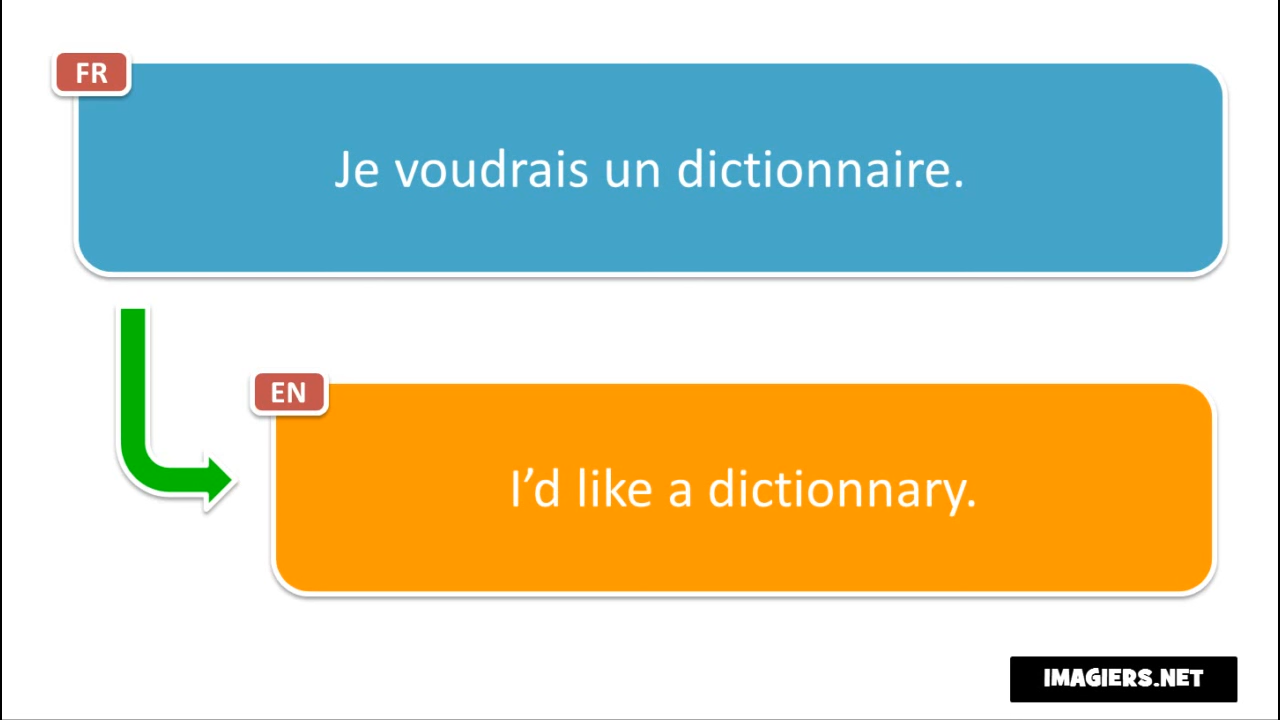 FR
Je voudrais un dictionnaire.
EN
I’d like a dictionnary.
IMAGIERS.NET